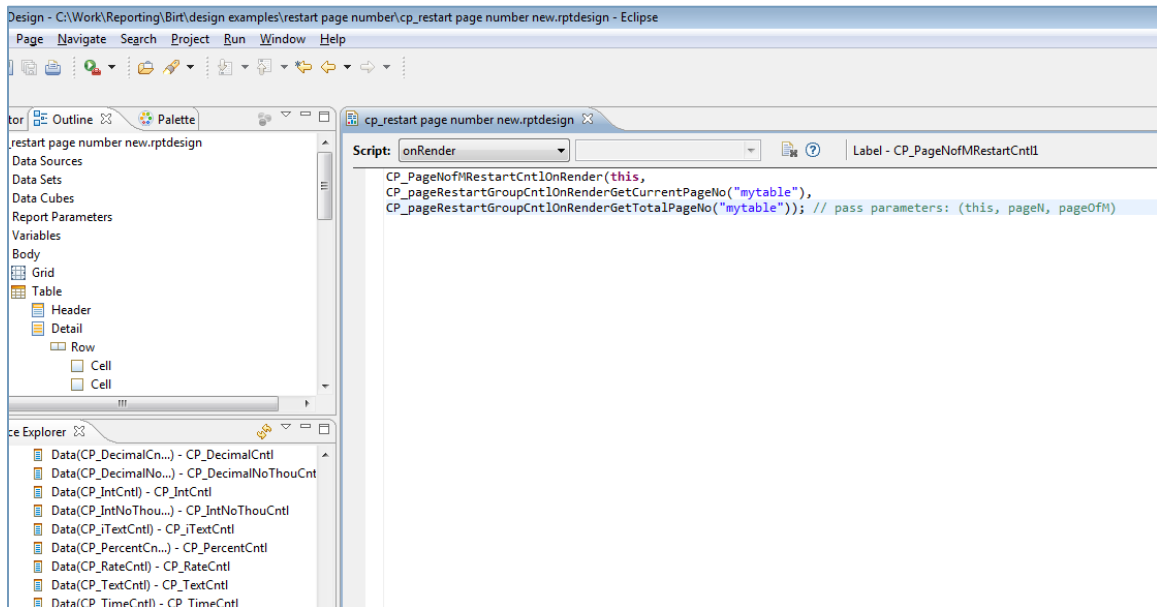 Design - C:\Work\Reporting\Birt\design examples\restart page number\cp_restart page number new.rptdesign - Eclipse
Page Navigate Search Project Run Window Help
tor Outline Palette
restart page number new.rptdesign
Data Sources
Data Sets
Data Cubes
Report Parameters
Variables
Body
Grid
Table
Header
Detail
Row
Cell
Cell
ce Explorer
Data(CP_DecimalCn...) - CP_DecimalCntl
Data(CP_DecimalNo...) - CP_DecimalNoThouCnt
Data(CP_IntCntl) - CP_IntCntl
Data(CP_IntNoThou...) - CP_IntNoThouCntl
Data(CP_iTextCntl) - CP_iTextCntl
Data(CP_PercentCn...) - CP_PercentCntl
Data(CP_RateCntl) - CP_RateCntl
Data(CP_TextCntl) - CP_TextCntl
Data(CP_TimeCntl) - CP_TimeCntl
cp_restart page number new.rptdesign
Script: onRender Label - CP_PageNofMRestartCntl1
CP_PageNofMRestartCntlOnRender(this,
CP_pageRestartGroupCntlOnRenderGetCurrentPageNo("mytable"),
CP_pageRestartGroupCntlOnRenderGetTotalPageNo("mytable")); // pass parameters: (this, pageN, pageOfM)